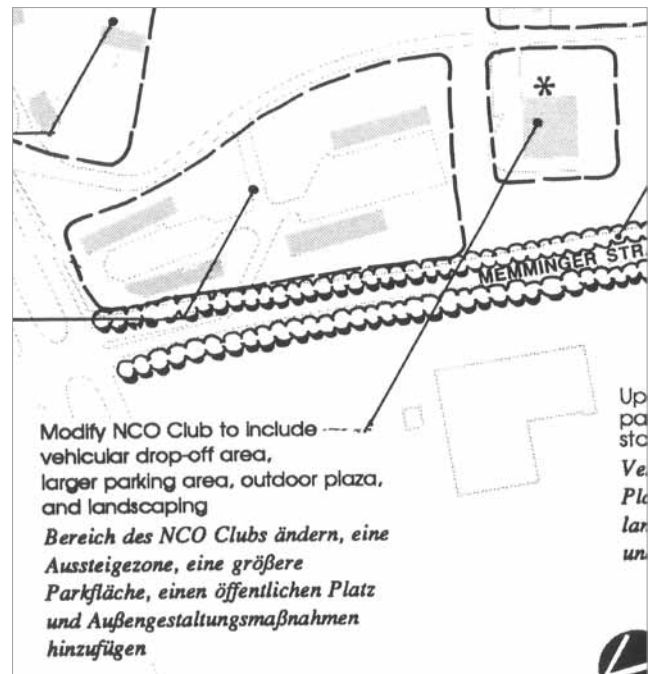 *
MEMMINGER STR
Modify NCO Club to include
vehicular drop-off area,
larger parking area, outdoor plaza,
and landscaping
Bereich des NCO Clubs ändern, eine
Aussteigezone, eine größere
Parkfläche, einen öffentlichen Platz
und Außengestaltungsmaßnahmen
hinzufügen
Up
pa
sto
Ve
Pla
lan
un